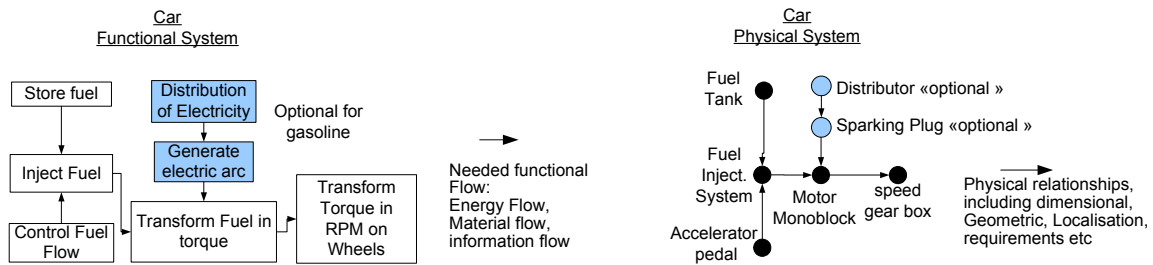 Car
Functional System
Store fuel
Distribution
of Electricity
Optional for
gasoline
Generate
electric arc
Inject Fuel
Control Fuel
Flow
Transform Fuel in
torque
Transform
Torque in
RPM on
Wheels
Needed functional
Flow:
Energy Flow,
Material flow,
information flow
Car
Physical System
Fuel
Tank
Distributor «optional »
Sparking Plug «optional »
Fuel
Inject.
System
Motor
Monoblock
speed
gear box
Accelerator
pedal
Physical relationships,
including dimensional,
Geometric, Localisation,
requirements etc